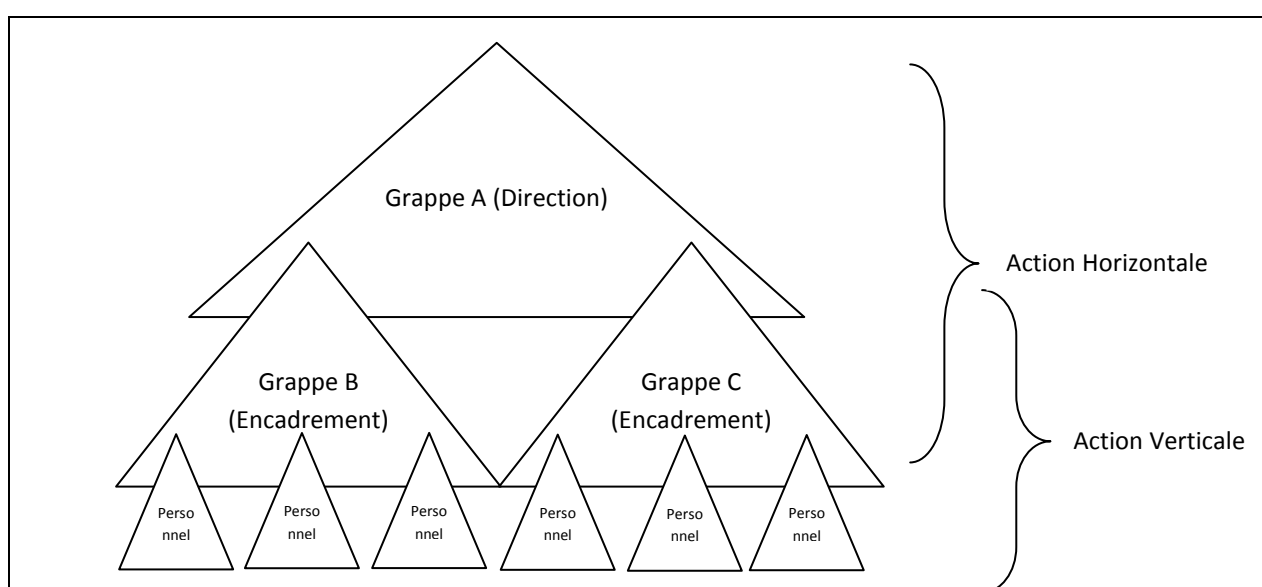 Grappe A (Direction)
Action Horizontale
Grappe B
(Encadrement)
Grappe C
(Encadrement)
Action Verticale
Perso
nnel
Perso
nnel
Perso
nnel
Perso
nnel
Perso
nnel
Perso
nnel